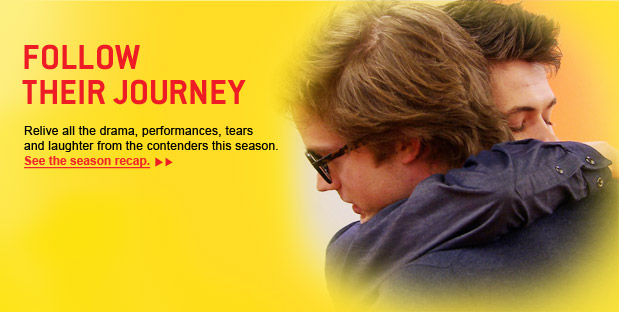 FOLLOW
THEIR JOURNEY
Relive all the drama, performances, tears
and laughter from the contenders this season.
See the season recap.